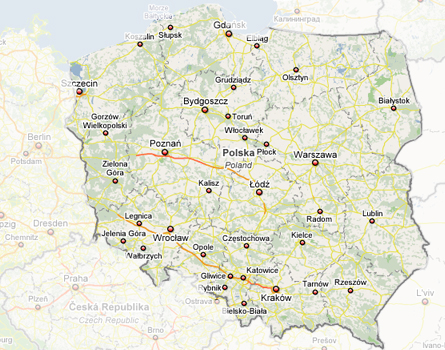 Morze
Bałtyckie
Калининград
Gdańsk
Słupsk
Koszalin
Elbląg
Olsztyn
Szczecin
Grudziądz
Białystok
Bydgoszcz
Toruń
Gorzów
Wielkopolski
Włocławek
Berlin
Potsdam
Poznań
Polska
Poland
Płock
Warszawa
Zielona
Góra
Kalisz
Łódź
Radom
Lublin
Legnica
Wrocław
Dresden
Jelenia Góra
Wałbrzych
Chemnitz
Opole
Częstochowa
Kielce
Gliwice
Katowice
Rybnik
Kraków
Tarnów
Rzeszów
Bielsko-Biała
Praha
Plzeň
Česká Republika
Czech Republic
Brno
Ostrava
L'viv
Prešov